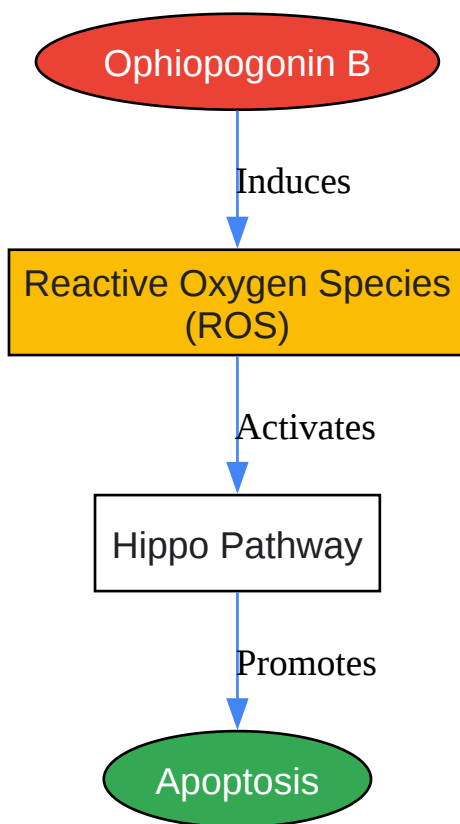 Ophiopogonin B
Induces
Reactive Oxygen Species
(ROS)
Activates
Hippo Pathway
Promotes
Apoptosis